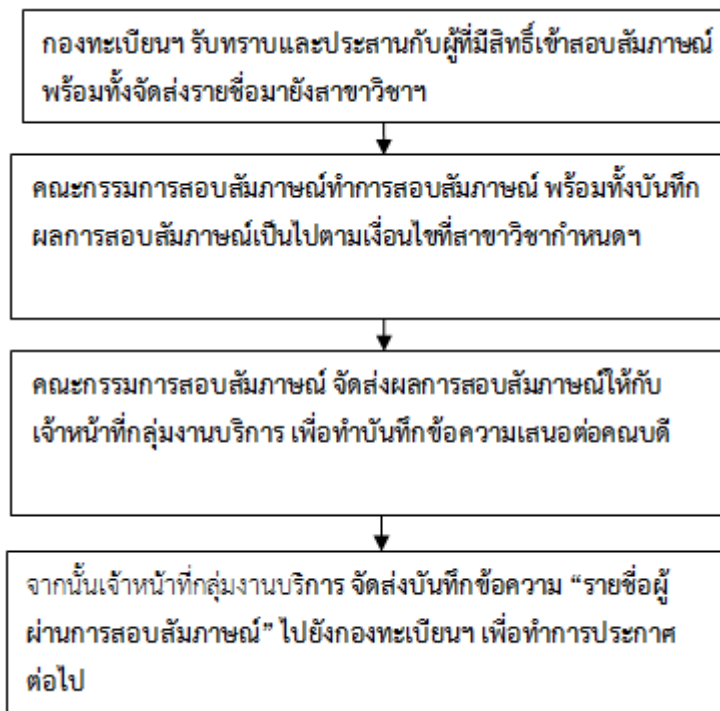 กองทะเบียนฯ รับทราบและประสานกับผู้ที่มีสิทธิ์เข้าสอบสัมภาษณ์
พร้อมทั้งจัดส่งรายชื่อมายังสาขาวิชาฯ
คณะกรรมการสอบสัมภาษณ์ทำการสอบสัมภาษณ์ พร้อมทั้งบันทึก
ผลการสอบสัมภาษณ์เป็นไปตามเงื่อนไขที่สาขาวิชากำหนดฯ
คณะกรรมการสอบสัมภาษณ์ จัดส่งผลการสอบสัมภาษณ์ให้กับ
เจ้าหน้าที่กลุ่มงานบริการ เพื่อทำบันทึกข้อความเสนอต่อคณบดี
จากนั้นเจ้าหน้าที่กลุ่มงานบริการ จัดส่งบันทึกข้อความ “รายชื่อผู้
ผ่านการสอบสัมภาษณ์” ไปยังกองทะเบียนฯ เพื่อทำการประกาศ
ต่อไป